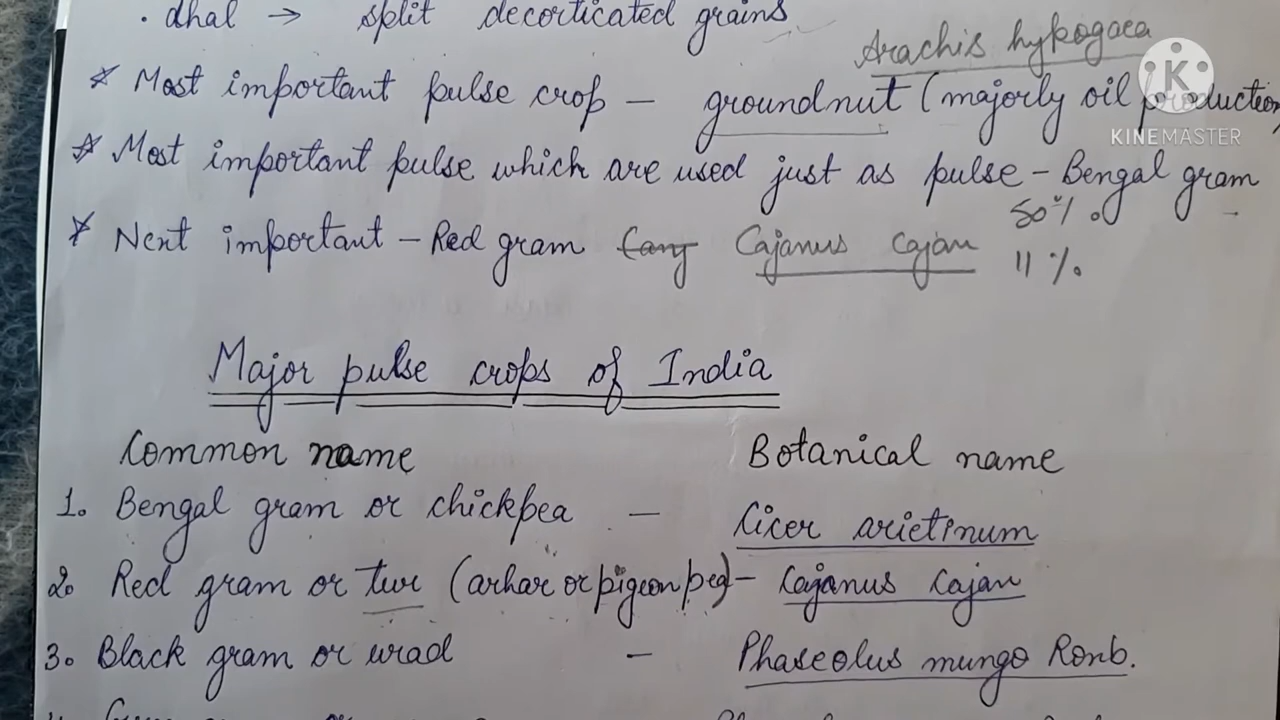 . dhal → split decorticated grains
Arachis hypogaea
* Most important pulse crop – groundnut (majorly oil production
KINEMASTER
* Most important pulse which are used just as pulse – Bengal gram
50%.
* Next important – Red gram Cajanus cajan 11%
Major pulse crops of India
Common name Botanical name
1. Bengal gram or chickpea – Cicer arietinum
2. Red gram or tur (arhar or pigeon pea) – Cajanus Cajan
3. Black gram or urad – Phaseolus mungo Roxb.